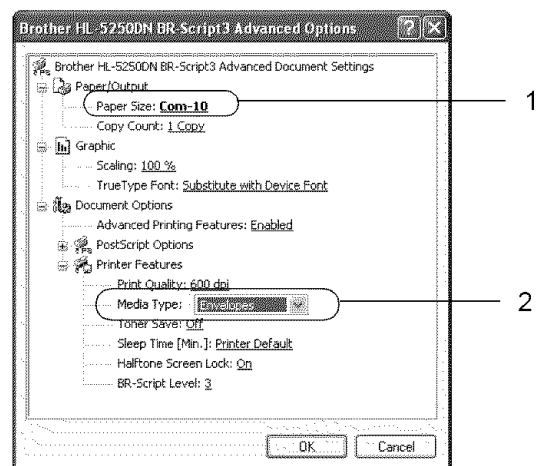 Brother HL-5250DN BR-Script3 Advanced Options
Brother HL-5250DN BR-Script3 Advanced Document Settings
Paper/Output
Paper Size: Com-10
1
Copy Count: 1 Copy
Graphic
Scaling: 100 %
TrueType Font: Substitute with Device Font
Document Options
Advanced Printing Features: Enabled
PostScript Options
Printer Features
Print Quality: 600 dpi
Media Type: Envelopes
2
Toner Save: Off
Sleep Time [Min.]: Printer Default
Halftone Screen Lock: On
BR-Script Level: 3
OK Cancel